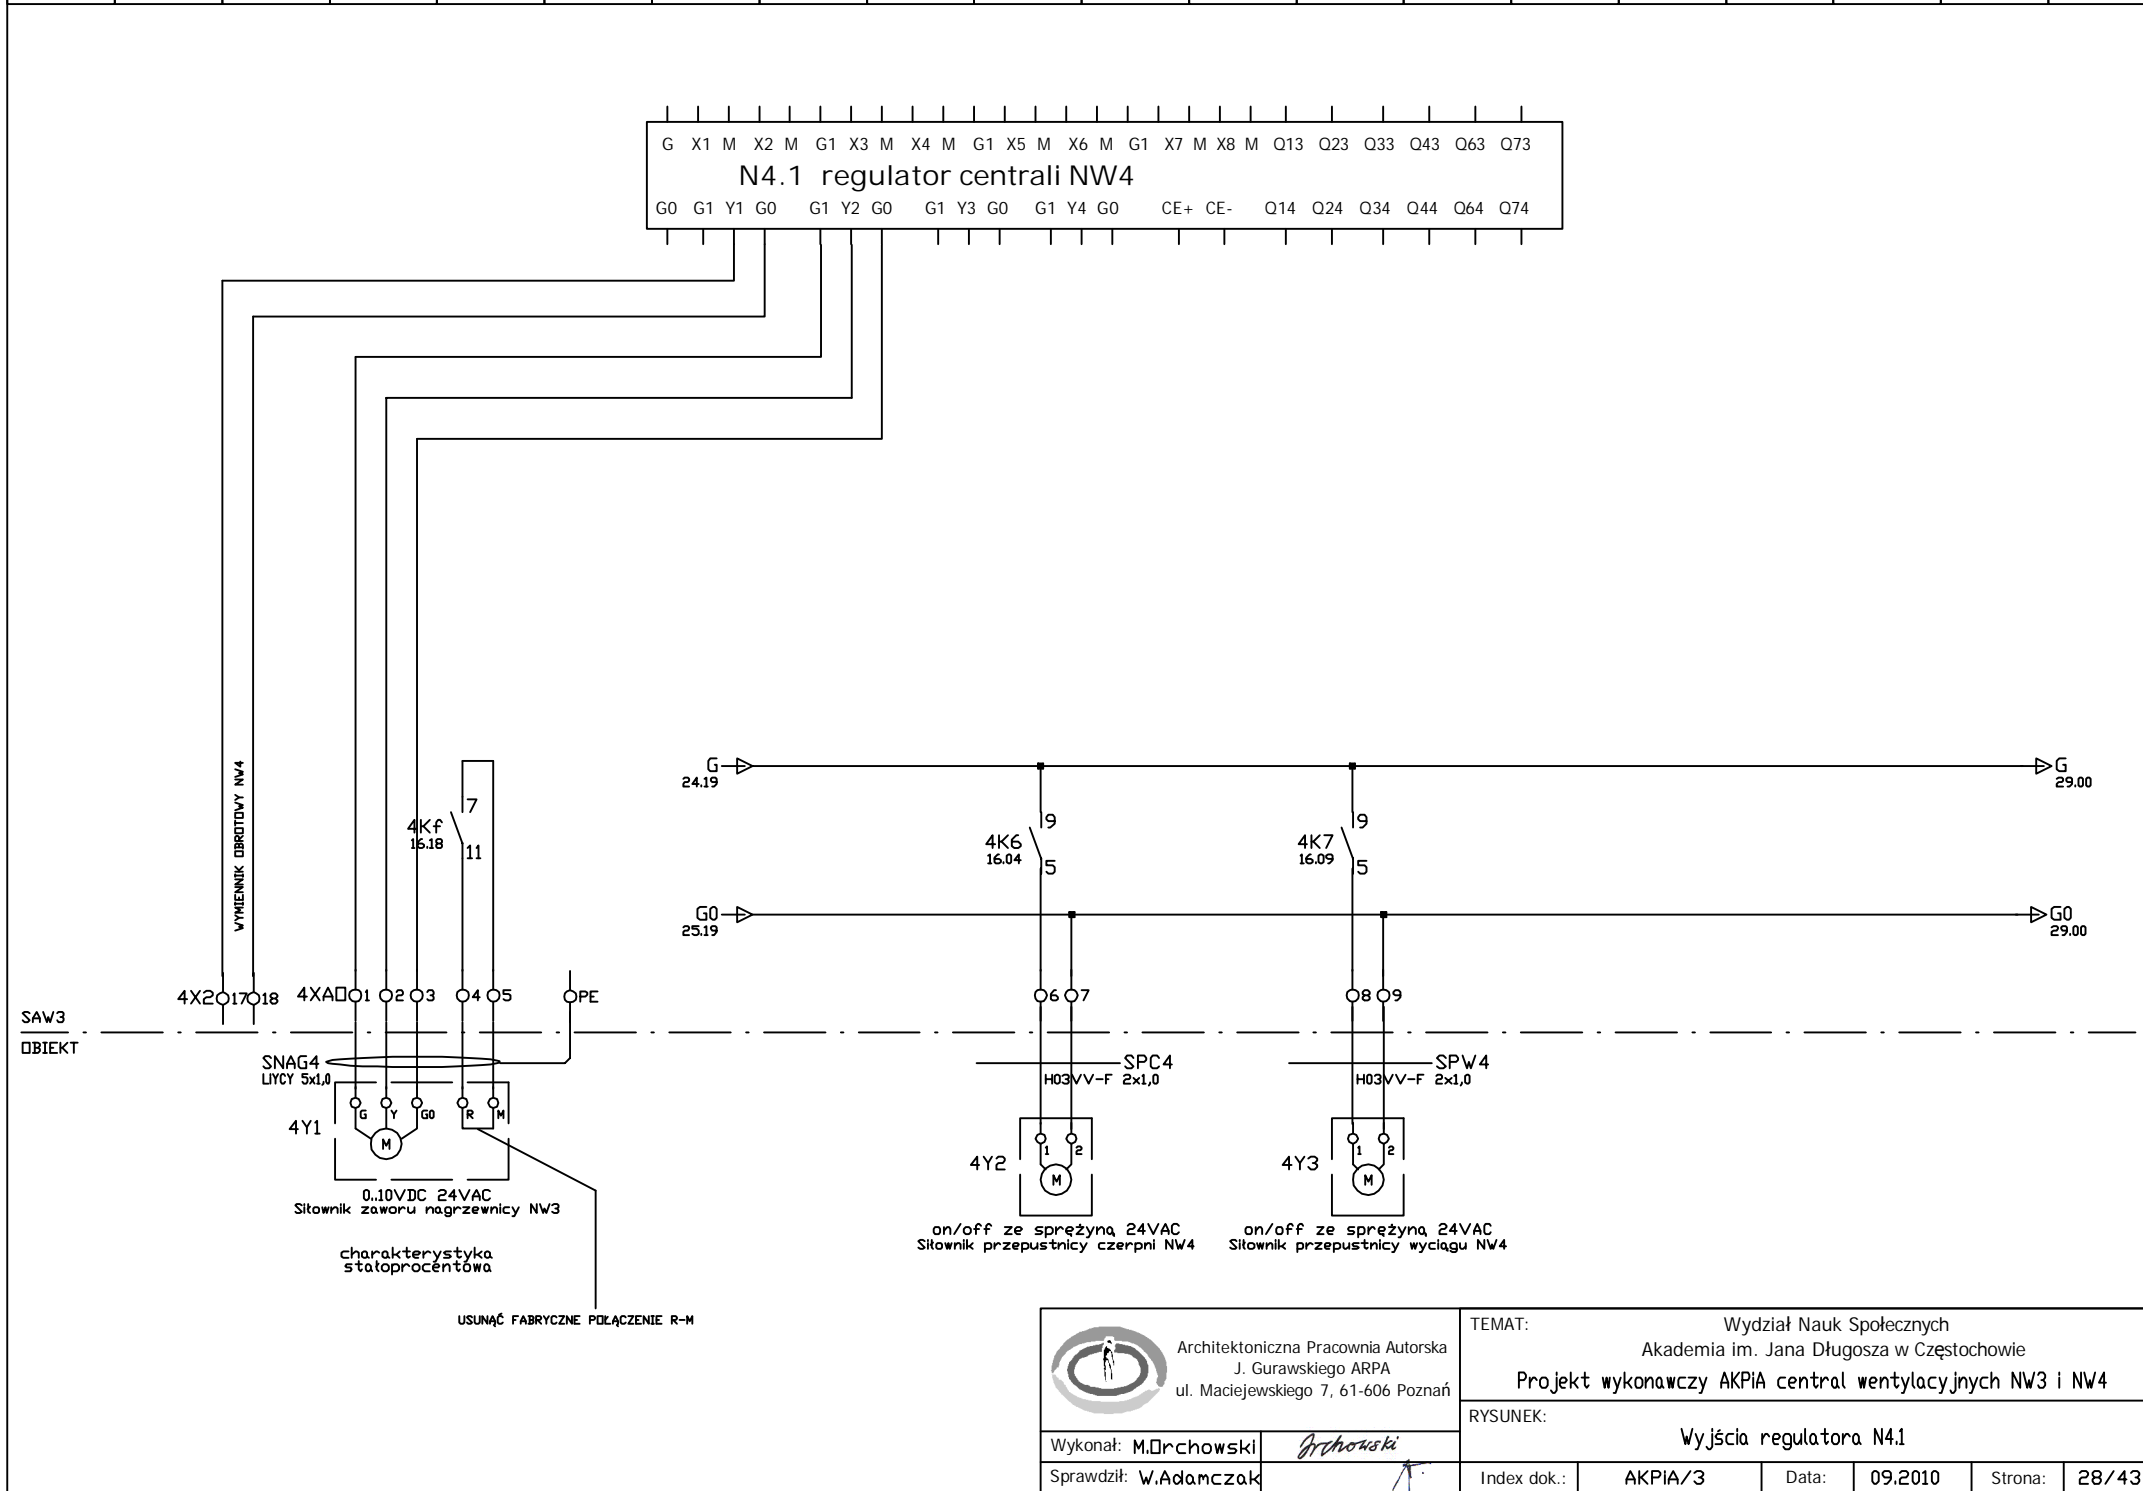 G X1 M X2 M G1 X3 M X4 M G1 X5 M X6 M G1 X7 M X8 M Q13 Q23 Q33 Q43 Q63 Q73
N4.1 regulator centrali NW4
G0 G1 Y1 G0 G1 Y2 G0 G1 Y3 G0 G1 Y4 G0 CE+ CE- Q14 Q24 Q34 Q44 Q64 Q74
WYMIENNIK OBROTOWY NW4
7
4Kf
16.18
11
G
24.19
G
29.00
9
4K6
16.04
5
9
4K7
16.09
5
G0
25.19
G0
29.00
4X2 17 18
4XAO 1 2 3 4 5 PE
6 7
8 9
SAW3
OBIEKT
SNAG4
LIYCY 5x1,0
SPC4
H03VV-F 2x1,0
SPW4
H03VV-F 2x1,0
G Y G0 R M
4Y1
M
1 2
4Y2
M
1 2
4Y3
M
0..10VDC 24VAC
Siłownik zaworu nagrzewnicy NW3
on/off ze sprężyną 24VAC
Siłownik przepustnicy czerpni NW4
on/off ze sprężyną 24VAC
Siłownik przepustnicy wyciągu NW4
charakterystyka
stałoprocentowa
USUNĄĆ FABRYCZNE POŁĄCZENIE R-M
Architektoniczna Pracownia Autorska
J. Gurawskiego ARPA
ul. Maciejewskiego 7, 61-606 Poznań
TEMAT:
Wydział Nauk Społecznych
Akademia im. Jana Długosza w Częstochowie
Projekt wykonawczy AKPiA central wentylacyjnych NW3 i NW4
RYSUNEK:
Wyjścia regulatora N4.1
Wykonał: M.Orchowski Orchowski
Sprawdził: W.Adamczak
Index dok.: AKPiA/3 Data: 09.2010 Strona: 28/43